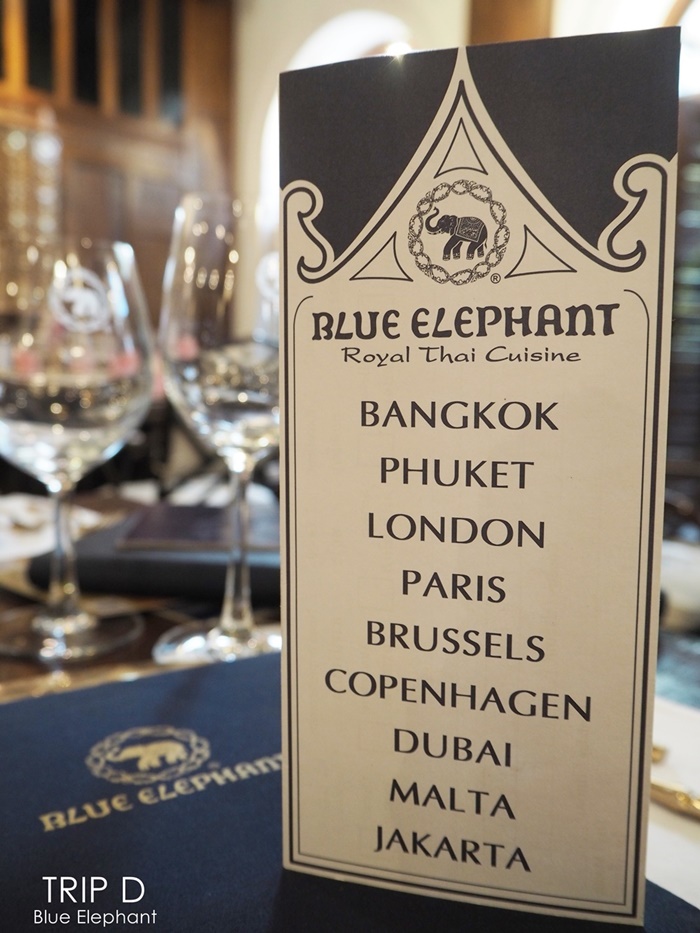 BLUE ELEPHANT
Royal Thai Cuisine
BANGKOK
PHUKET
LONDON
PARIS
BRUSSELS
COPENHAGEN
DUBAI
MALTA
JAKARTA
BLUE ELEPHANT
TRIP D
Blue Elephant